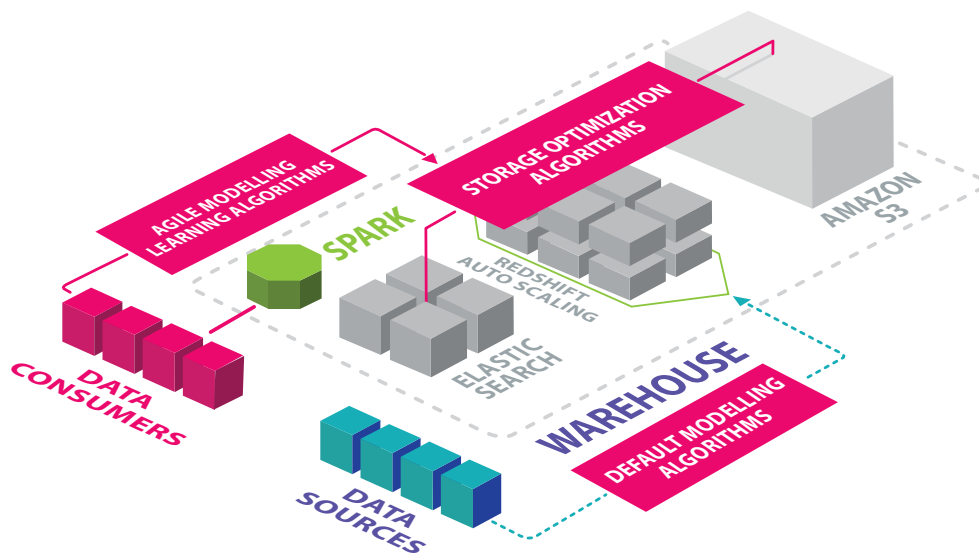 STORAGE OPTIMIZATION
ALGORITHMS
AMAZON
S3
AGILE MODELLING
LEARNING ALGORITHMS
SPARK
REDSHIFT
AUTO SCALING
ELASTIC
SEARCH
DATA
CONSUMERS
WAREHOUSE
DEFAULT MODELLING
ALGORITHMS
DATA
SOURCES